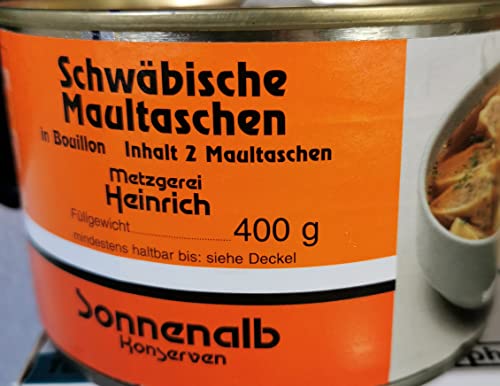 Schwäbische
Maultaschen
in Bouillon Inhalt 2 Maultaschen
Metzgerei
Heinrich
Füllgewicht.......................400 g
mindestens haltbar bis: siehe Deckel
Sonnenalb
Konserven